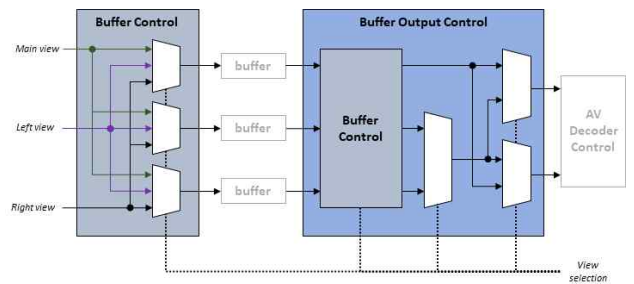 Buffer Control
Buffer Output Control
Main view
buffer
Buffer
Control
AV
Decoder
Control
Left view
buffer
buffer
Right view
View
selection